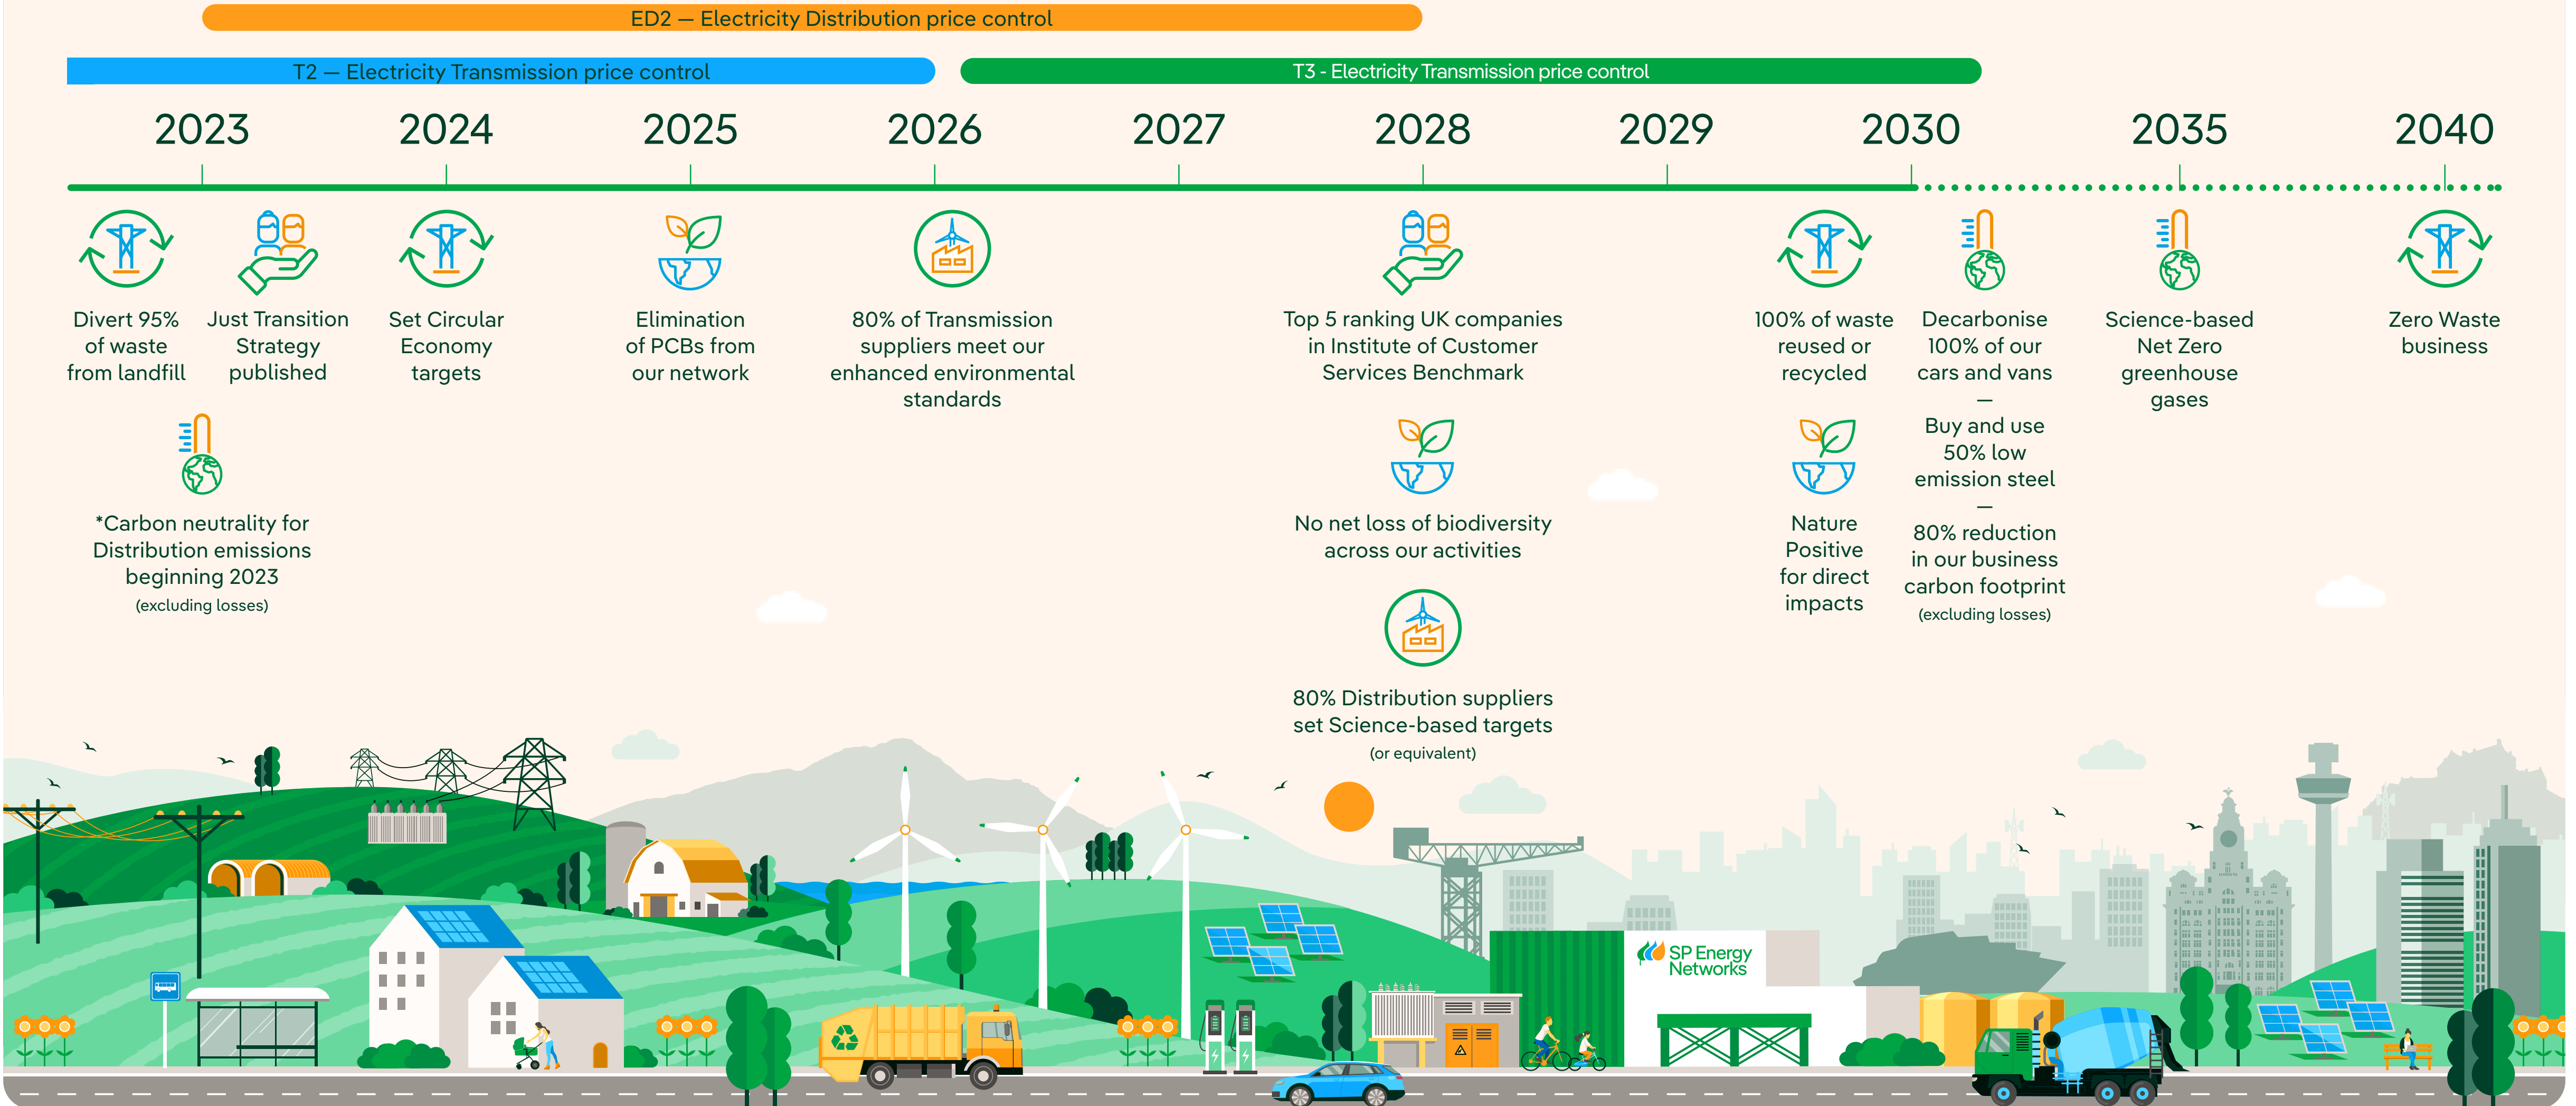 ED2 — Electricity Distribution price control
T2 — Electricity Transmission price control
T3 - Electricity Transmission price control
2023
2024
2025
2026
2027
2028
2029
2030
2035
2040
Divert 95%
of waste
from landfill
Just Transition
Strategy
published
*Carbon neutrality for
Distribution emissions
beginning 2023
(excluding losses)
Set Circular
Economy
targets
Elimination
of PCBs from
our network
80% of Transmission
suppliers meet our
enhanced environmental
standards
Top 5 ranking UK companies
in Institute of Customer
Services Benchmark
No net loss of biodiversity
across our activities
80% Distribution suppliers
set Science-based targets
(or equivalent)
100% of waste
reused or
recycled
Nature
Positive
for direct
impacts
Decarbonise
100% of our
cars and vans
—
Buy and use
50% low
emission steel
—
80% reduction
in our business
carbon footprint
(excluding losses)
Science-based
Net Zero
greenhouse
gases
Zero Waste
business
SP Energy
Networks